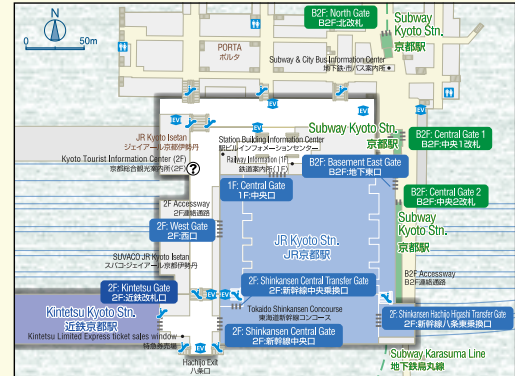 N
0 50m
B2F: North Gate
B2F:北改札
Subway
Kyoto Stn.
京都駅
PORTA
ポルタ
Subway & City Bus Information Center
地下鉄・市バス案内所
EV
EV
JR Kyoto Isetan
ジェイアール京都伊勢丹
Station Building Information Center
駅ビルインフォメーションセンター
Subway Kyoto Stn.
京都駅
B2F: Central Gate 1
B2F:中央1改札
Kyoto Tourist Information Center (2F)
京都総合観光案内所(2F)
?
Railway Information (1F)
鉄道案内所(1F)
B2F: Basement East Gate
B2F:地下東口
1F: Central Gate
1F:中央口
B2F: Central Gate 2
B2F:中央2改札
2F Accessway
2F連絡通路
2F: West Gate
2F:西口
Subway
Kyoto Stn.
京都駅
JR Kyoto Stn.
JR京都駅
SUVACO JR Kyoto Isetan
スバコ・ジェイアール京都伊勢丹
B2F Accessway
B2F連絡通路
2F: Kintetsu Gate
2F:近鉄改札口
2F: Shinkansen Central Transfer Gate
2F:新幹線中央乗換口
EV
EV
Kintetsu Kyoto Stn.
近鉄京都駅
Tokaido Shinkansen Concourse
東海道新幹線コンコース
2F: Shinkansen Hachijo Higashi Transfer Gate
2F:新幹線八条東乗換口
Kintetsu Limited Express ticket sales window
特急券売場
2F: Shinkansen Central Gate
2F:新幹線中央口
EV
Hachijo Exit
八条口
Subway Karasuma Line
地下鉄烏丸線